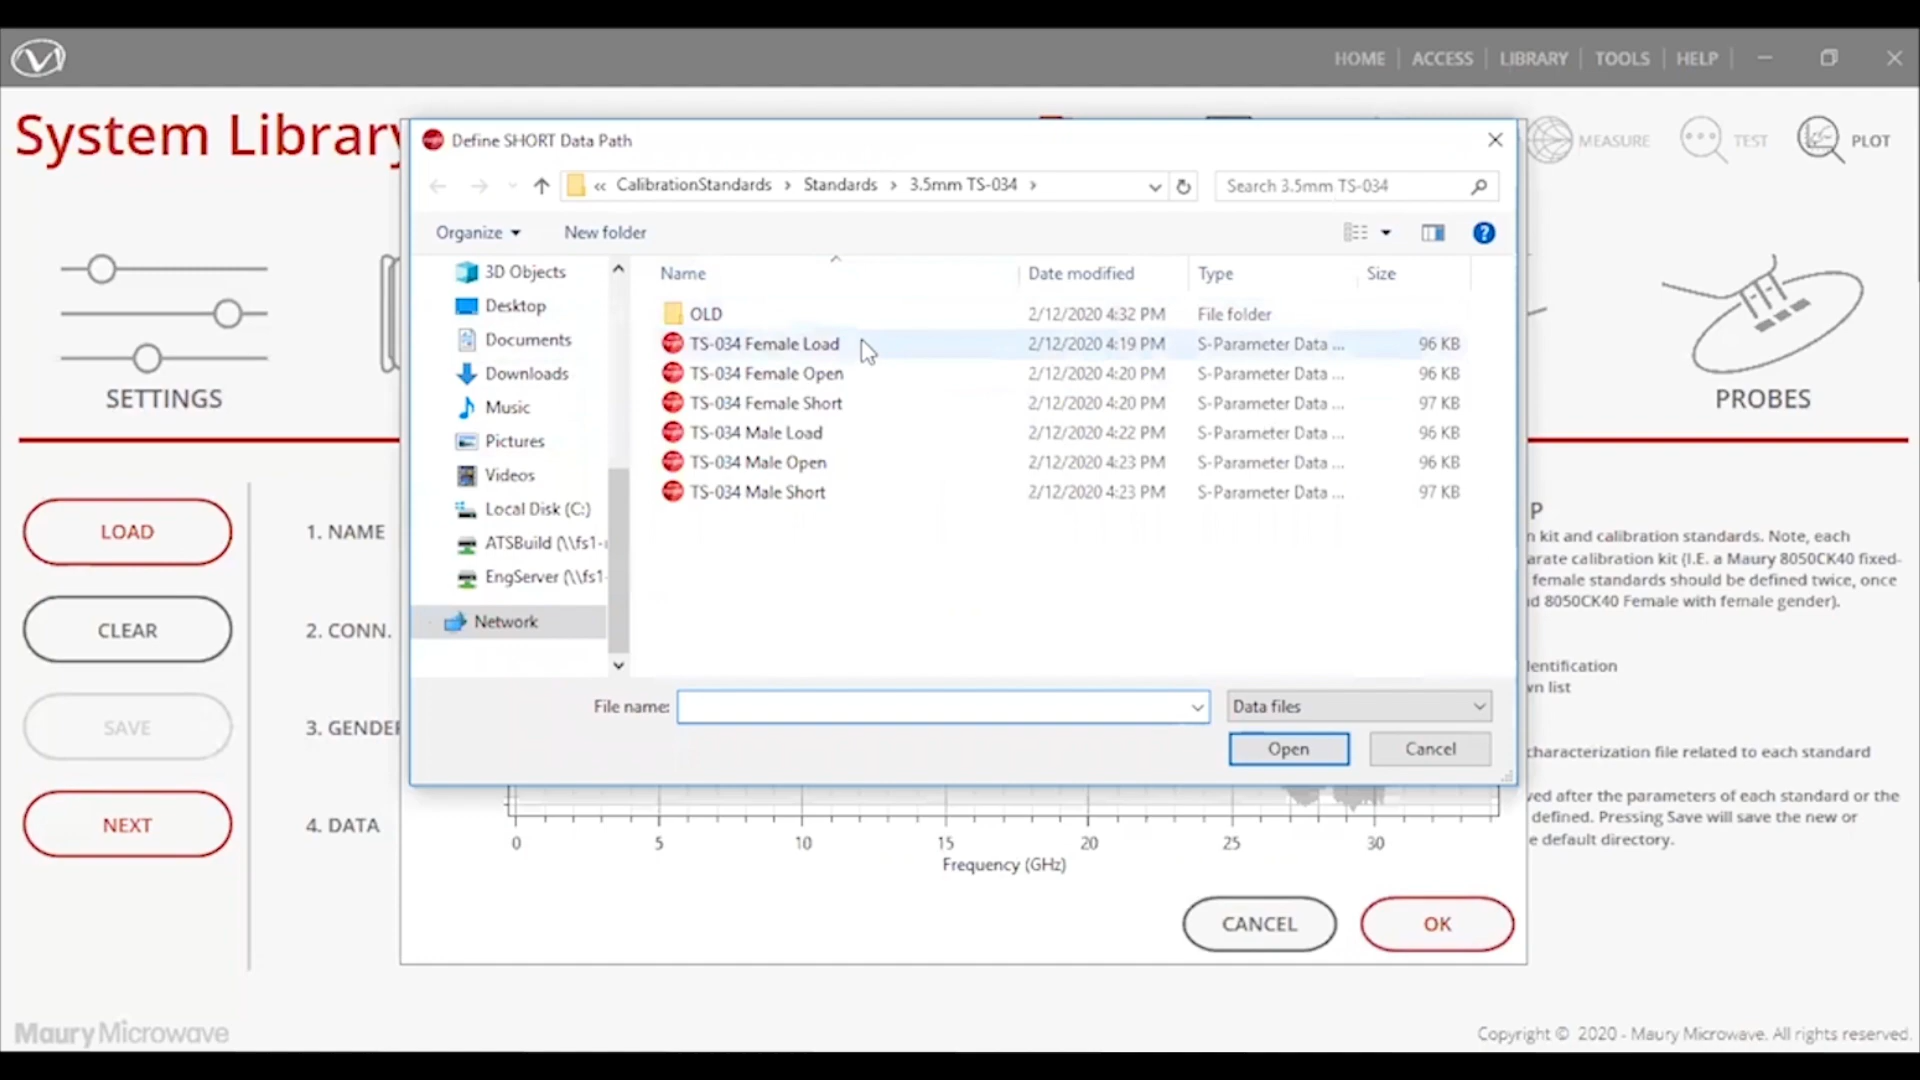 HOME
ACCESS
LIBRARY
TOOLS
HELP
System Library
MEASURE
TEST
PLOT
Define SHORT Data Path
« CalibrationStandards › Standards › 3.5mm TS-034 ›
Search 3.5mm TS-034
Organize
New folder
3D Objects
Desktop
Documents
Downloads
Music
Pictures
Videos
Local Disk (C:)
ATSBuild (\\fs1-
EngServer (\\fs1-
Network
Name Date modified Type Size
OLD 2/12/2020 4:32 PM File folder
TS-034 Female Load 2/12/2020 4:19 PM S-Parameter Data ... 96 KB
TS-034 Female Open 2/12/2020 4:20 PM S-Parameter Data ... 96 KB
TS-034 Female Short 2/12/2020 4:20 PM S-Parameter Data ... 97 KB
TS-034 Male Load 2/12/2020 4:22 PM S-Parameter Data ... 96 KB
TS-034 Male Open 2/12/2020 4:23 PM S-Parameter Data ... 96 KB
TS-034 Male Short 2/12/2020 4:23 PM S-Parameter Data ... 97 KB
File name:
Data files
Open
Cancel
SETTINGS
PROBES
LOAD
CLEAR
SAVE
NEXT
1. NAME
2. CONN.
3. GENDER
4. DATA
0 5 10 15 20 25 30
Frequency (GHz)
CANCEL
OK
P
n kit and calibration standards. Note, each
arate calibration kit (I.E. a Maury 8050CK40 fixed-
female standards should be defined twice, once
d 8050CK40 Female with female gender).
entification
n list
characterization file related to each standard
ved after the parameters of each standard or the
defined. Pressing Save will save the new or
e default directory.
Maury Microwave
Copyright © 2020 - Maury Microwave. All rights reserved.